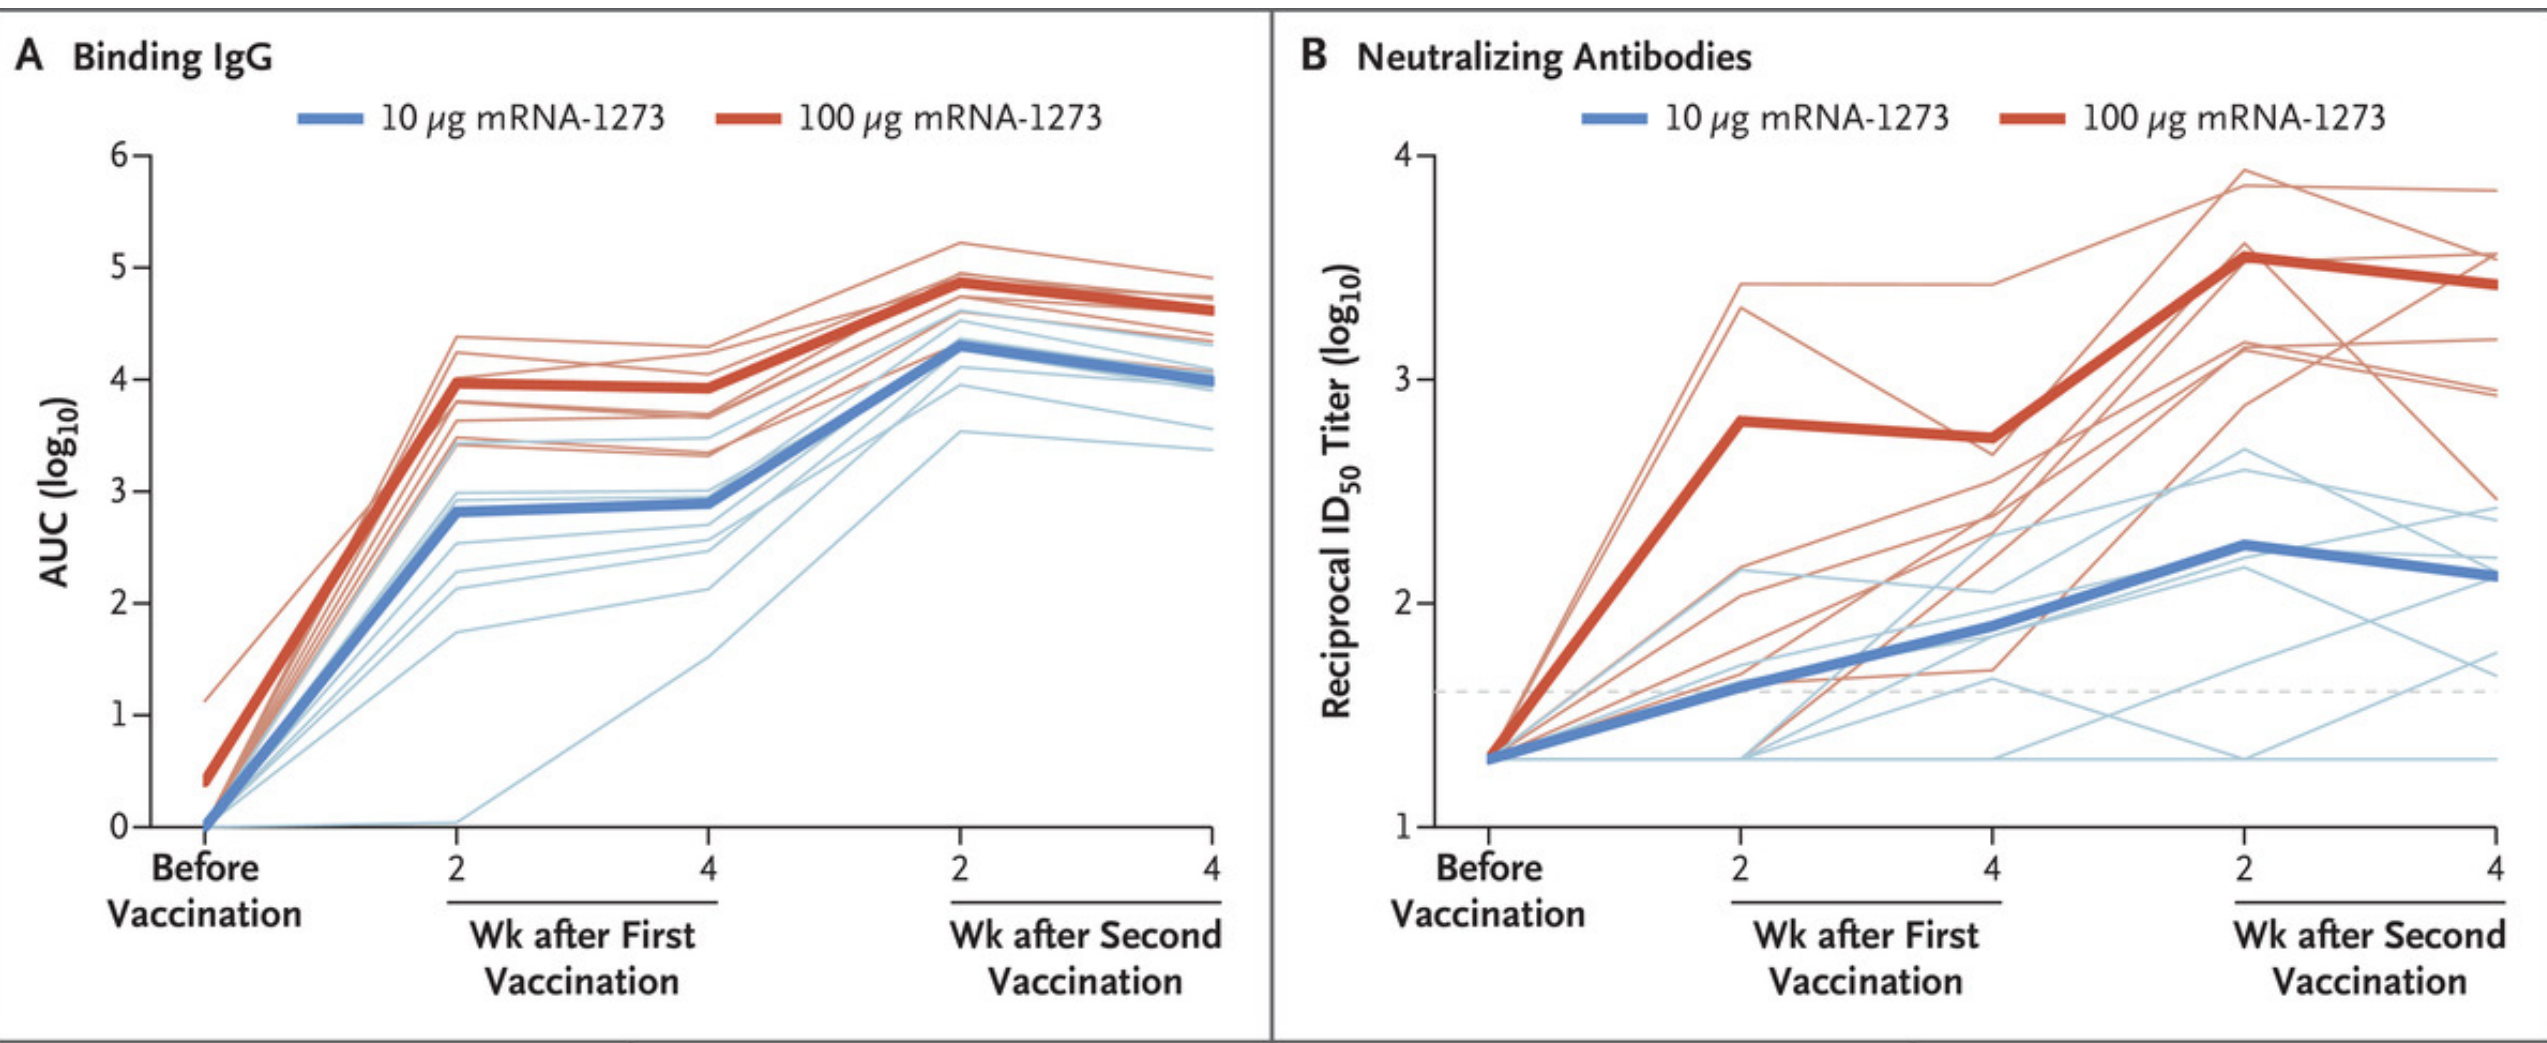 A Binding IgG
10 µg mRNA-1273
100 µg mRNA-1273
AUC (log10)
6
5
4
3
2
1
0
Before
Vaccination
2
4
2
4
Wk after First
Vaccination
Wk after Second
Vaccination
B Neutralizing Antibodies
10 µg mRNA-1273
100 µg mRNA-1273
Reciprocal ID50 Titer (log10)
4
3
2
1
Before
Vaccination
2
4
2
4
Wk after First
Vaccination
Wk after Second
Vaccination